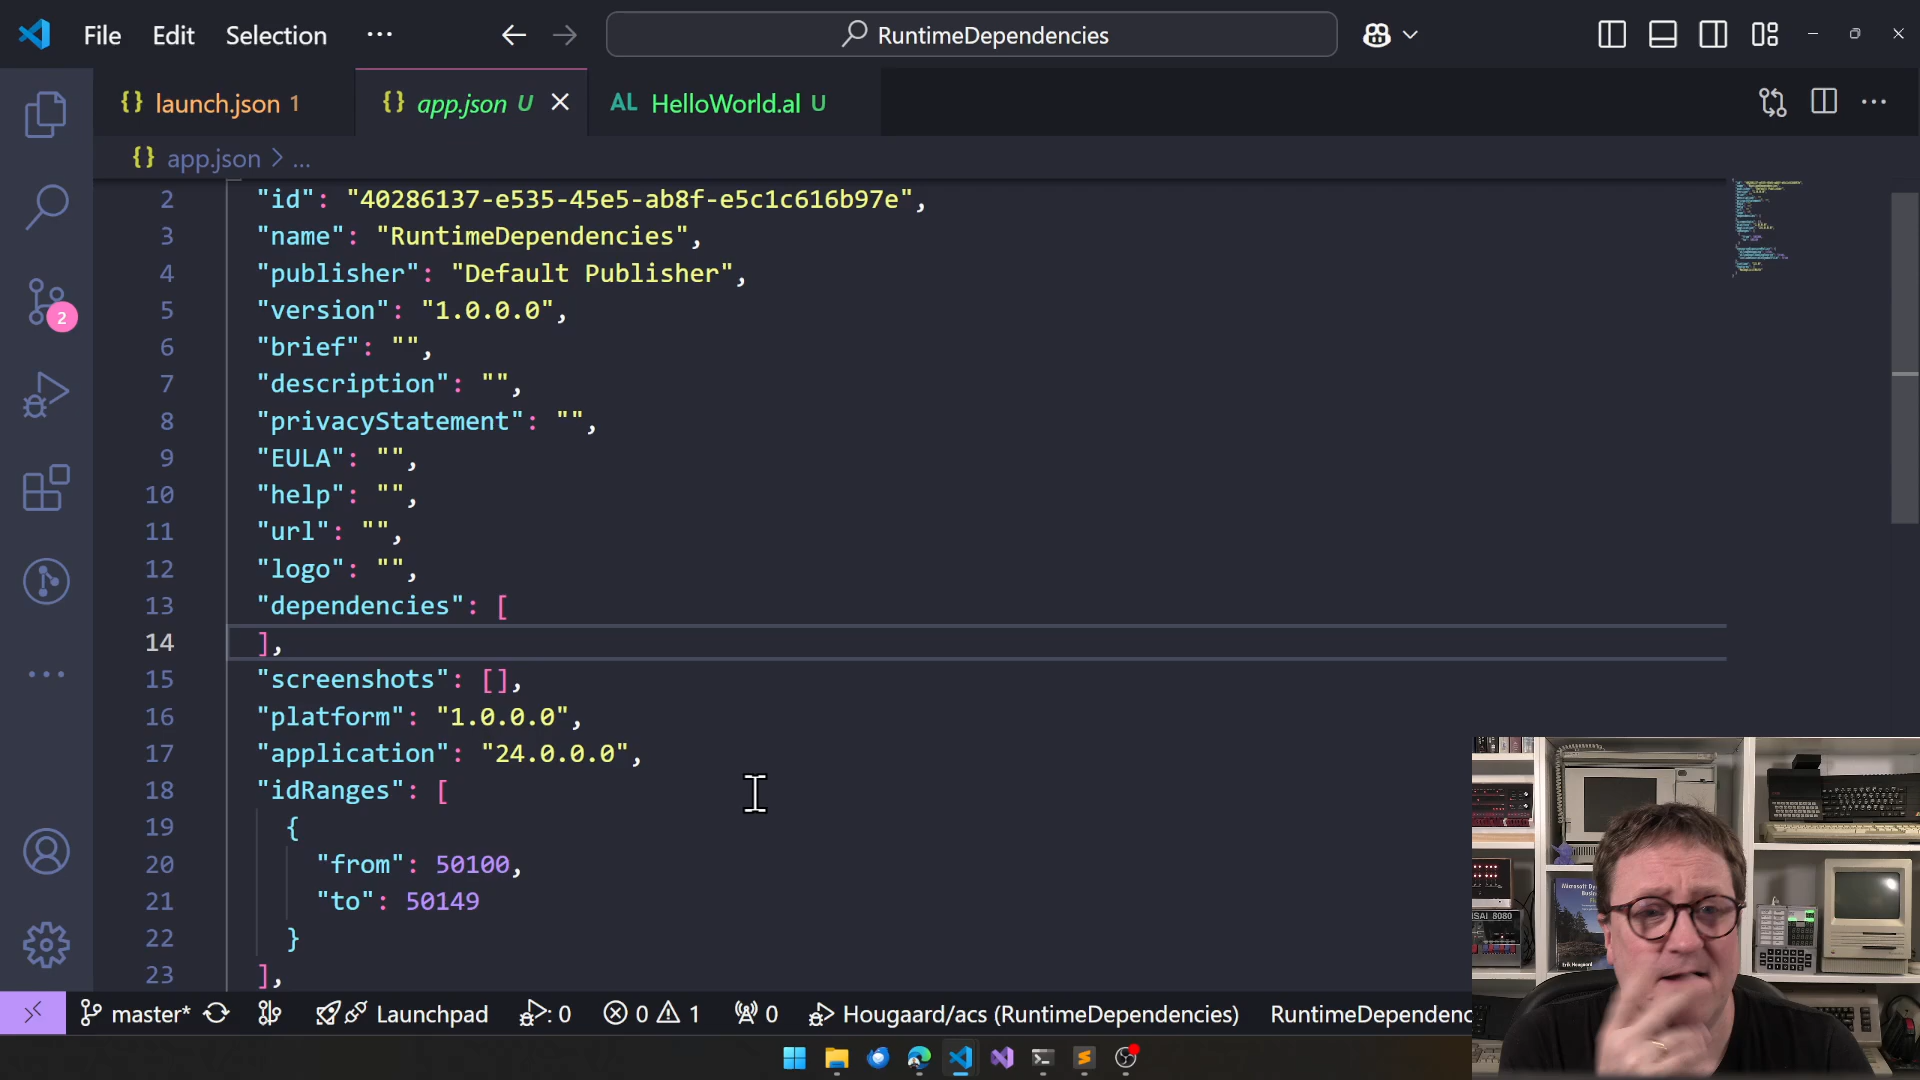 File Edit Selection ··· RuntimeDependencies
launch.json 1 app.json U HelloWorld.al U
app.json > ...
2 "id": "40286137-e535-45e5-ab8f-e5c1c616b97e",
3 "name": "RuntimeDependencies",
4 "publisher": "Default Publisher",
5 "version": "1.0.0.0",
6 "brief": "",
7 "description": "",
8 "privacyStatement": "",
9 "EULA": "",
10 "help": "",
11 "url": "",
12 "logo": "",
13 "dependencies": [
14 ],
15 "screenshots": [],
16 "platform": "1.0.0.0",
17 "application": "24.0.0.0",
18 "idRanges": [
19 {
20 "from": 50100,
21 "to": 50149
22 }
23 ],
2
AL
master* Launchpad : 0 0 1 0 Hougaard/acs (RuntimeDependencies) RuntimeDependenc
Microsoft
Erik Hougaard